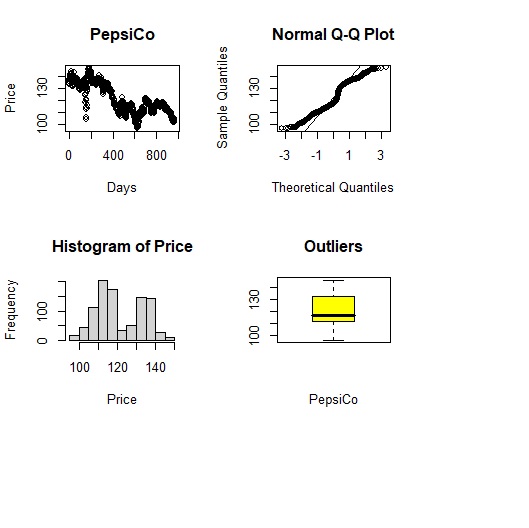 PepsiCo
Price
100 130
0 400 800
Days
Normal Q-Q Plot
Sample Quantiles
100 130
-3 -1 1 3
Theoretical Quantiles
Histogram of Price
Frequency
0 100
100 120 140
Price
Outliers
100 130
PepsiCo